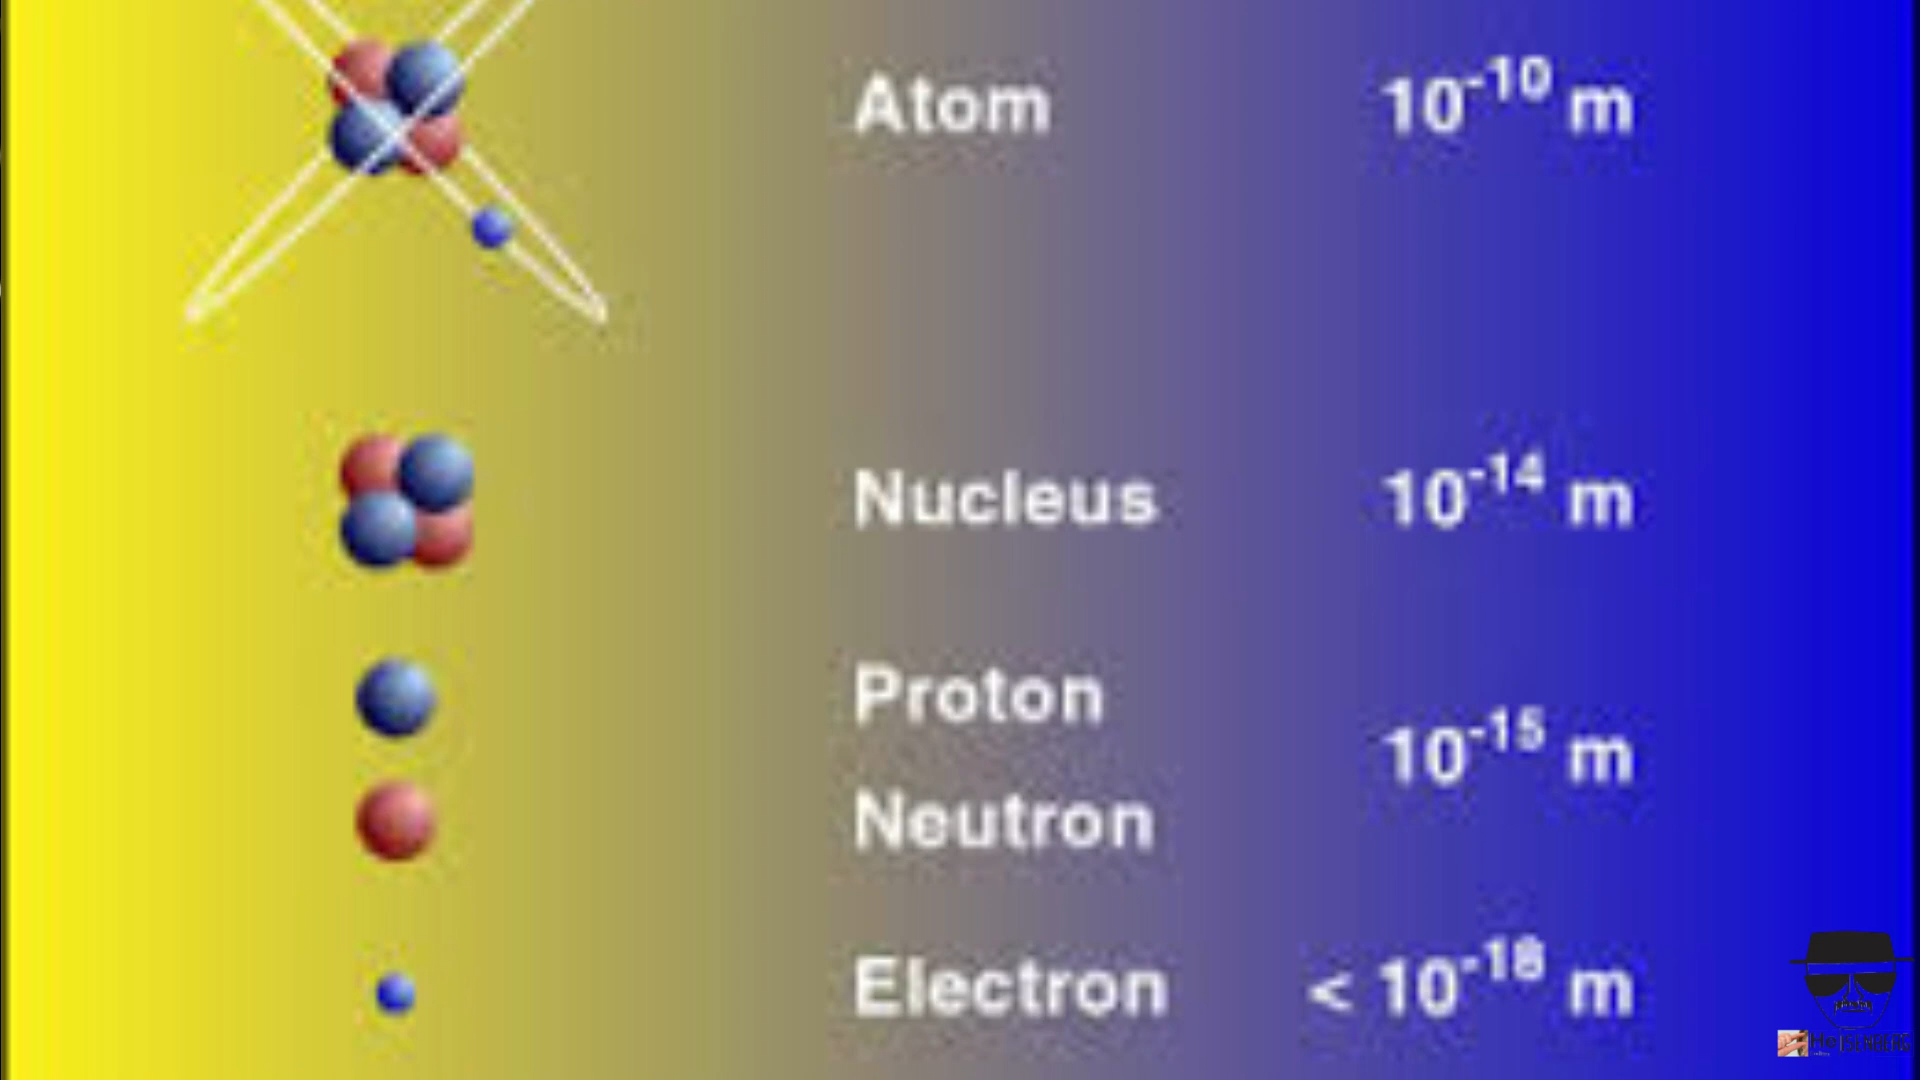 Atom 10⁻¹⁰ m
Nucleus 10⁻¹⁴ m
Proton
10⁻¹⁵ m
Neutron
Electron < 10⁻¹⁸ m